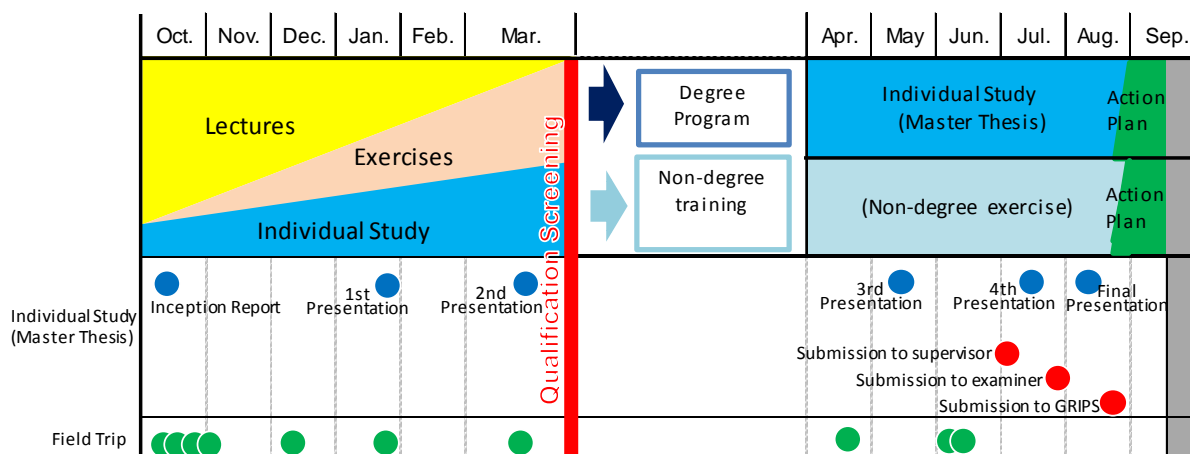 Oct. Nov. Dec. Jan. Feb. Mar. Apr. May Jun. Jul. Aug. Sep.
Lectures
Exercises
Individual Study
Qualification Screening
Degree
Program
Non-degree
training
Individual Study
(Master Thesis)
Action
Plan
(Non-degree exercise)
Action
Plan
Individual Study
(Master Thesis)
Inception Report
1st
Presentation
2nd
Presentation
3rd
Presentation
4th
Presentation
Final
Presentation
Submission to supervisor
Submission to examiner
Submission to GRIPS
Field Trip